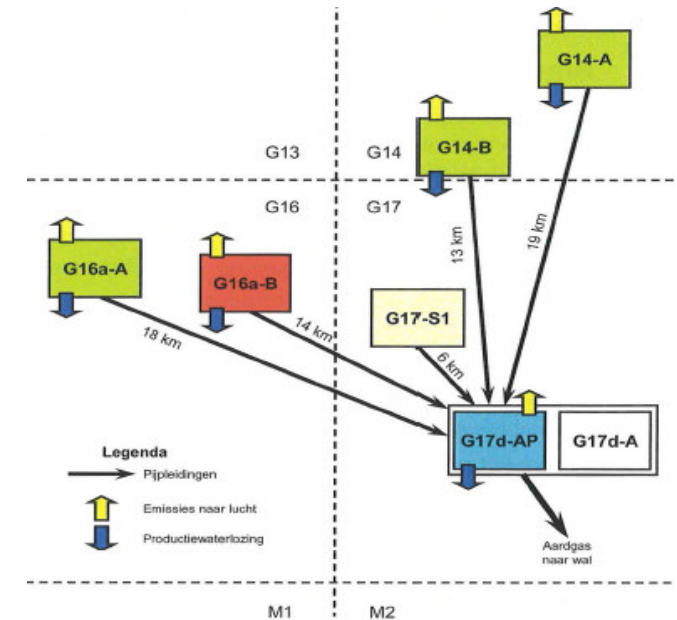 G14-A
G13
G14
G14-B
G16
G17
G16a-A
G16a-B
G17-S1
13 km
19 km
18 km
14 km
6 km
G17d-AP
G17d-A
Legenda
Pijpleidingen
Emissies naar lucht
Productiewaterlozing
Aardgas
naar wal
M1
M2